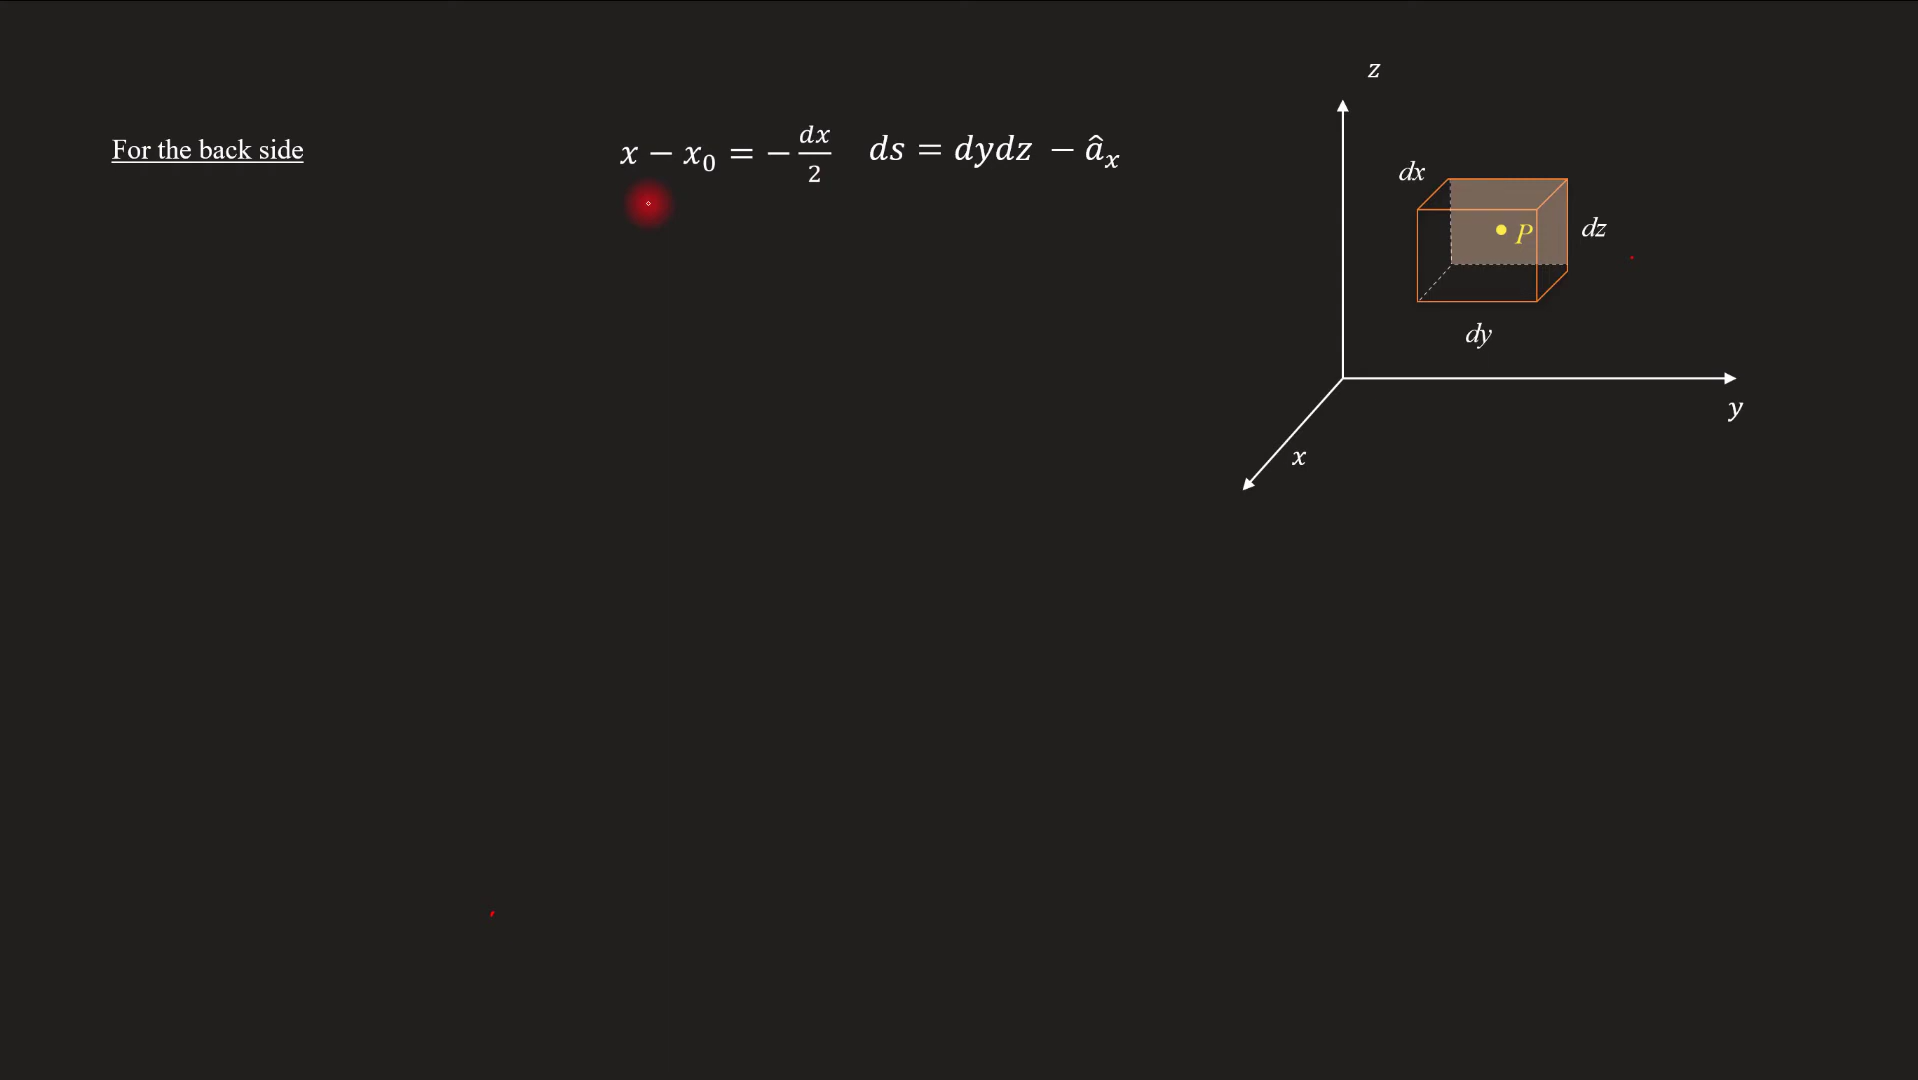 For the back side
x − x₀ = −dx/2   ds = dydz − âₓ
z
dx
P
dz
dy
y
x